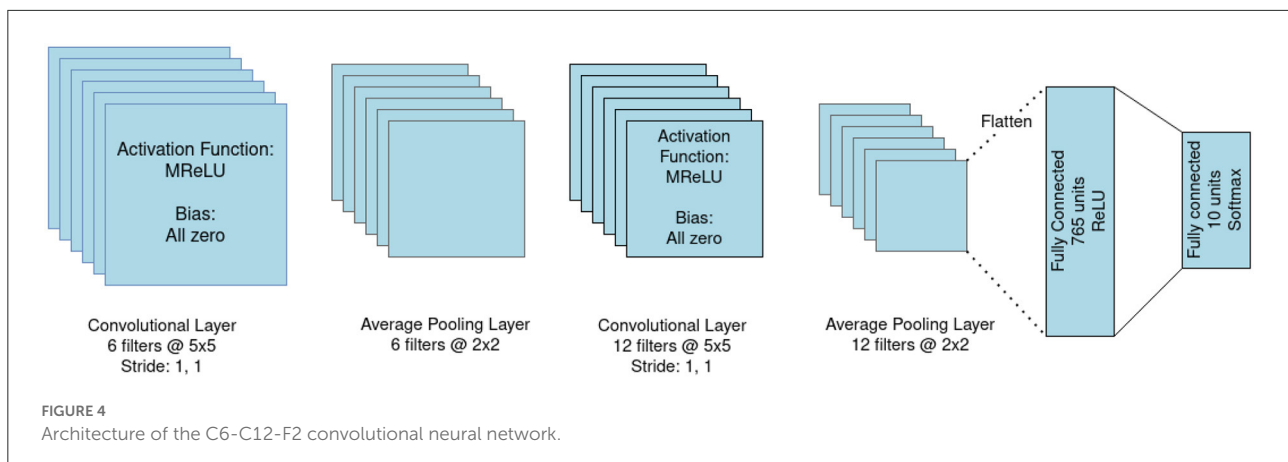 Activation Function:
MReLU
Bias:
All zero
Convolutional Layer
6 filters @ 5x5
Stride: 1, 1
Average Pooling Layer
6 filters @ 2x2
Activation
Function:
MReLU
Bias:
All zero
Convolutional Layer
12 filters @ 5x5
Stride: 1, 1
Average Pooling Layer
12 filters @ 2x2
Flatten
Fully Connected
765 units
ReLU
Fully connected
10 units
Softmax
FIGURE 4
Architecture of the C6-C12-F2 convolutional neural network.